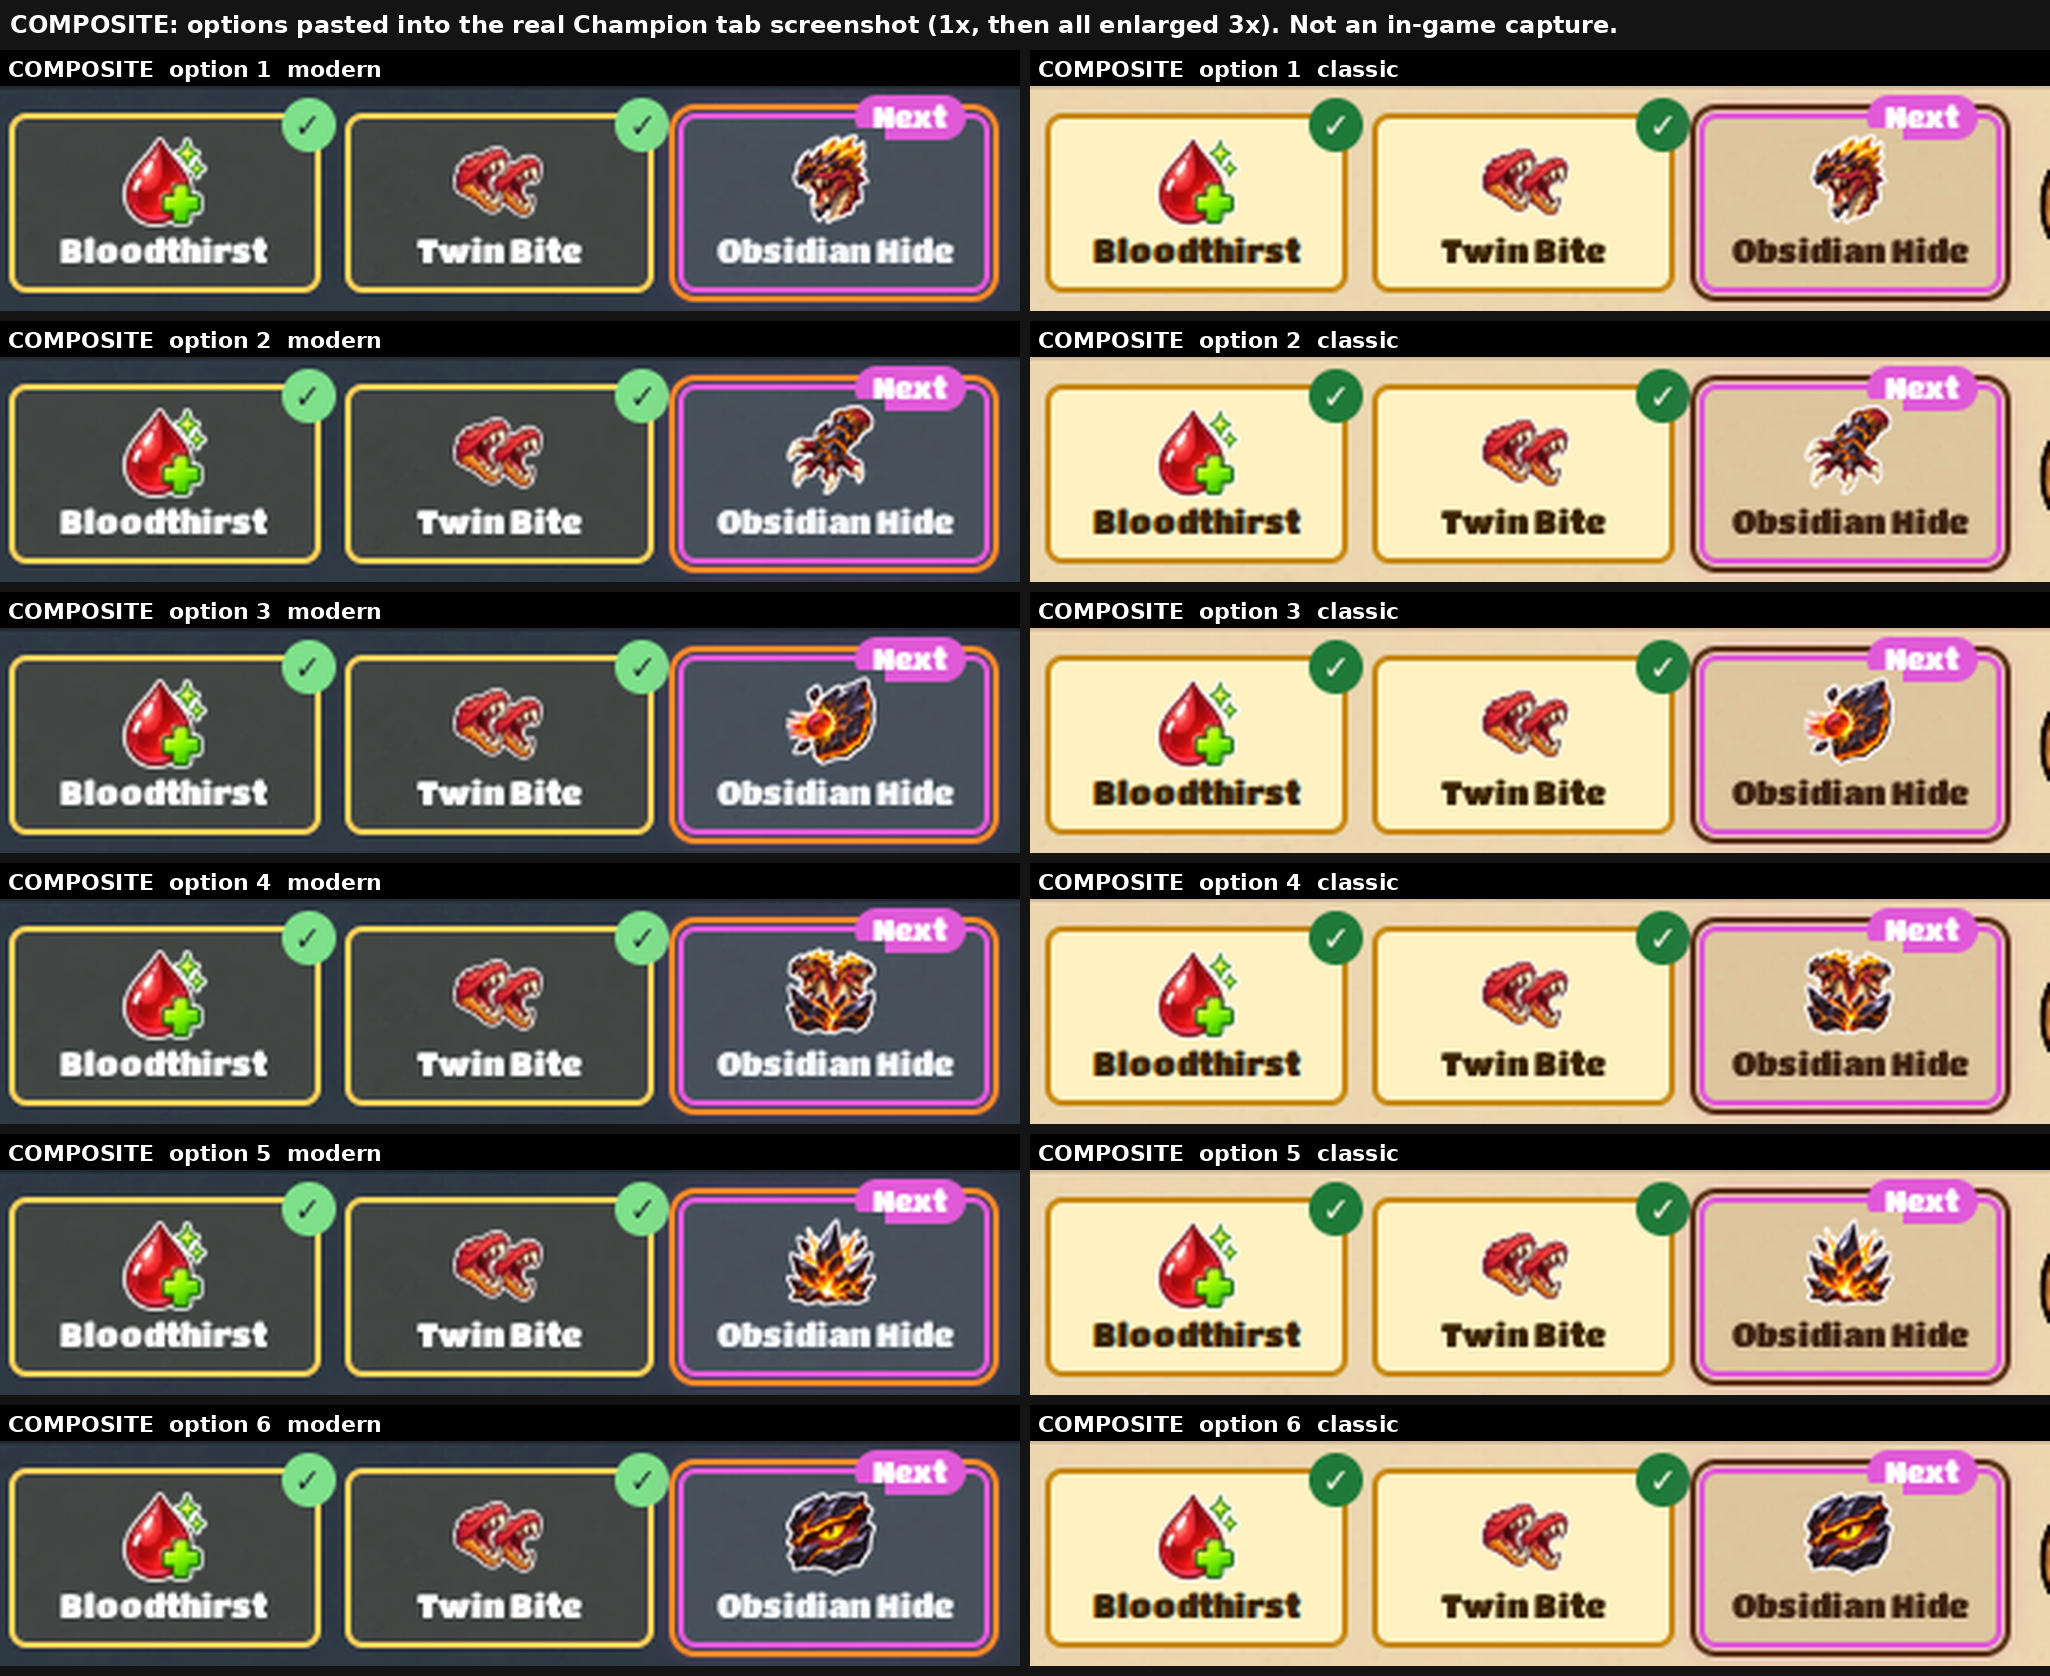 COMPOSITE: options pasted into the real Champion tab screenshot (1x, then all enlarged 3x). Not an in-game capture.
COMPOSITE option 1 modern
Next
Bloodthirst Twin Bite Obsidian Hide
COMPOSITE option 1 classic
Next
Bloodthirst Twin Bite Obsidian Hide
COMPOSITE option 2 modern
Next
Bloodthirst Twin Bite Obsidian Hide
COMPOSITE option 2 classic
Next
Bloodthirst Twin Bite Obsidian Hide
COMPOSITE option 3 modern
Next
Bloodthirst Twin Bite Obsidian Hide
COMPOSITE option 3 classic
Next
Bloodthirst Twin Bite Obsidian Hide
COMPOSITE option 4 modern
Next
Bloodthirst Twin Bite Obsidian Hide
COMPOSITE option 4 classic
Next
Bloodthirst Twin Bite Obsidian Hide
COMPOSITE option 5 modern
Next
Bloodthirst Twin Bite Obsidian Hide
COMPOSITE option 5 classic
Next
Bloodthirst Twin Bite Obsidian Hide
COMPOSITE option 6 modern
Next
Bloodthirst Twin Bite Obsidian Hide
COMPOSITE option 6 classic
Next
Bloodthirst Twin Bite Obsidian Hide